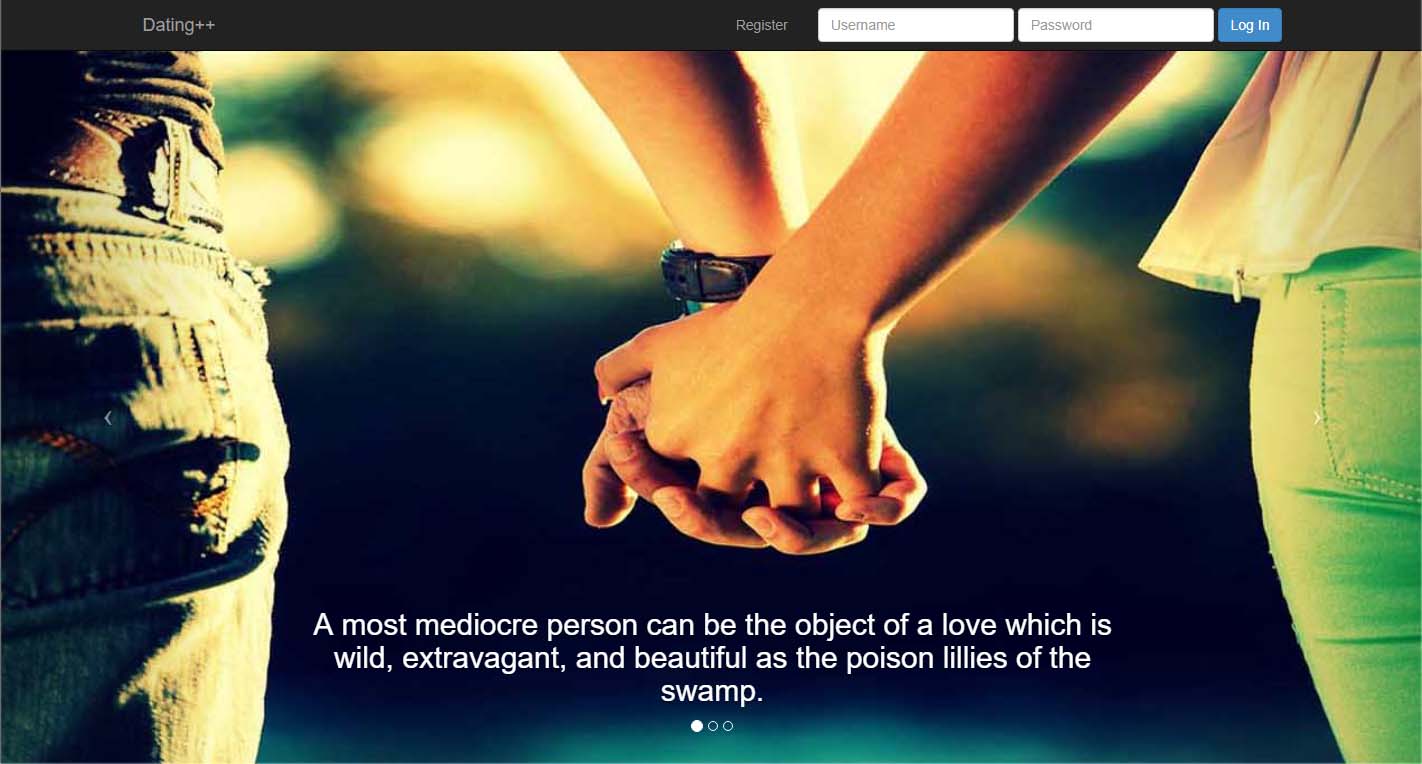 Dating++
Register
Username
Password
Log In
A most mediocre person can be the object of a love which is
wild, extravagant, and beautiful as the poison lillies of the
swamp.